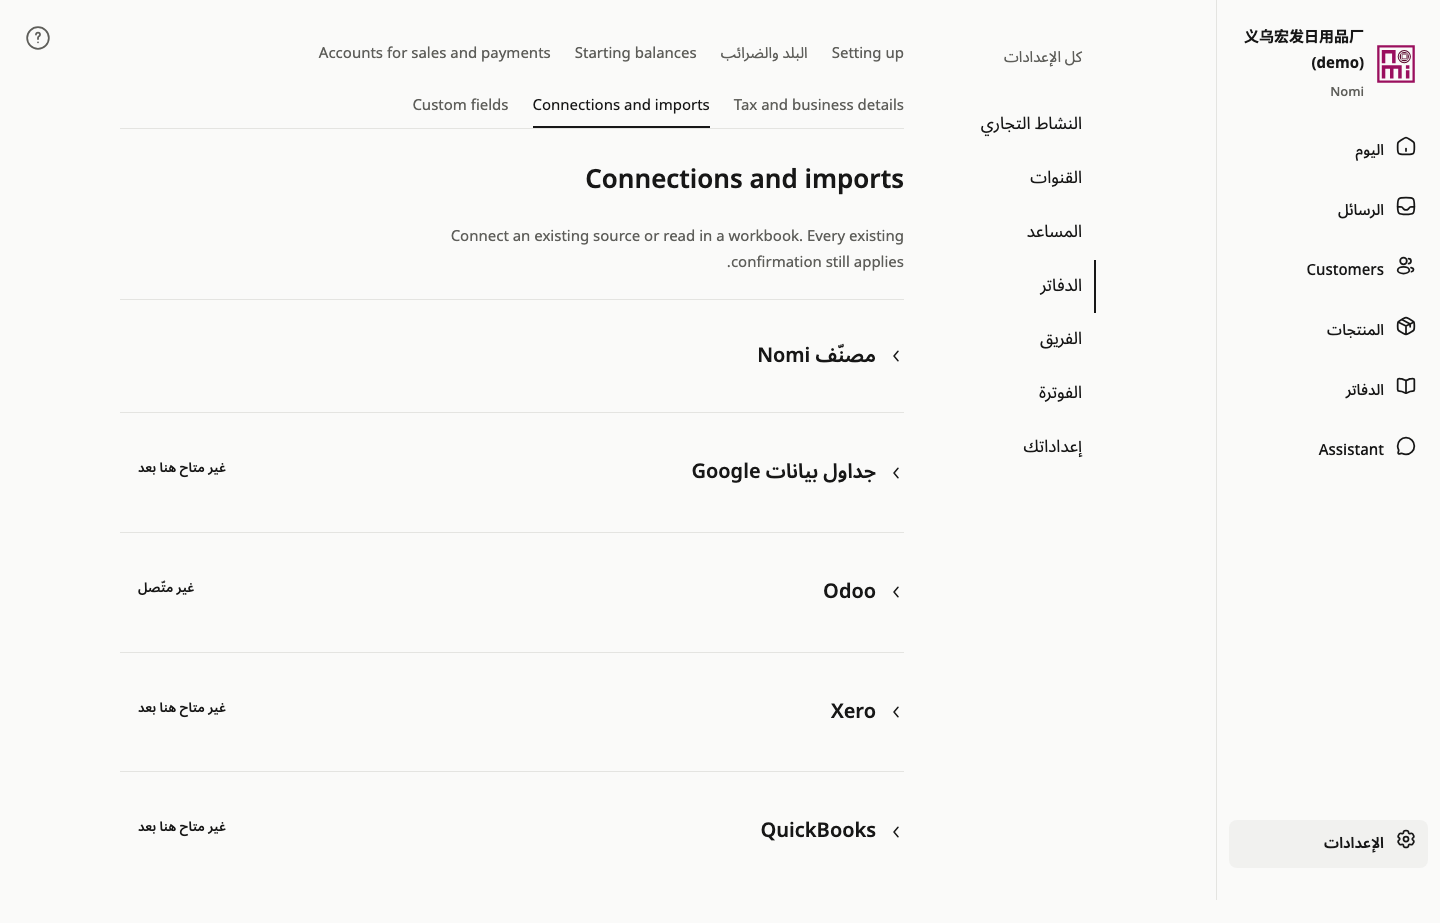 义乌宏发日用品厂
(demo)
Nomi
اليوم
الرسائل
Customers
المنتجات
الدفاتر
Assistant
الإعدادات
كل الإعدادات
النشاط التجاري
القنوات
المساعد
الدفاتر
الفريق
الفوترة
إعداداتك
Setting up
البلد والضرائب
Starting balances
Accounts for sales and payments
Tax and business details
Connections and imports
Custom fields
Connections and imports
Connect an existing source or read in a workbook. Every existing
confirmation still applies.
مصنّف Nomi
جداول بيانات Google
غير متاح هنا بعد
Odoo
غير متّصل
Xero
غير متاح هنا بعد
QuickBooks
غير متاح هنا بعد